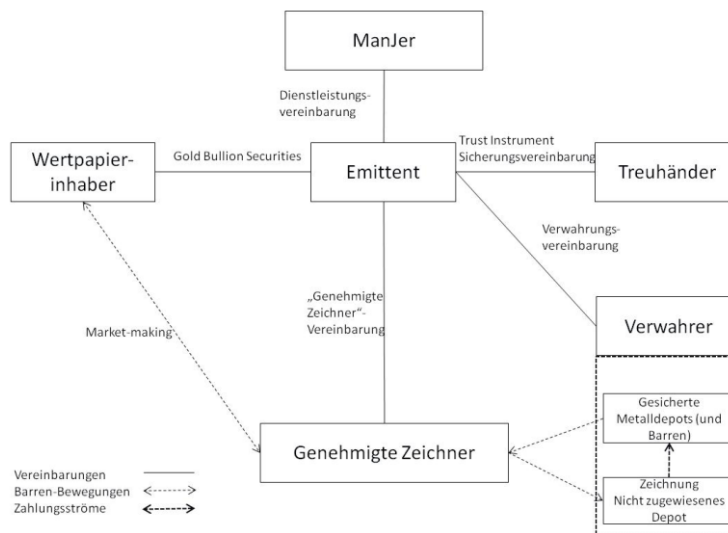 ManJer
Dienstleistungs-
vereinbarung
Wertpapier-
inhaber
Gold Bullion Securities
Emittent
Trust Instrument
Sicherungsvereinbarung
Treuhänder
Verwahrungs-
vereinbarung
„Genehmigte
Zeichner“-
Vereinbarung
Market-making
Verwahrer
Gesicherte
Metalldepots (und
Barren)
Genehmigte Zeichner
Zeichnung
Nicht zugewiesenes
Depot
Vereinbarungen
Barren-Bewegungen
Zahlungsströme